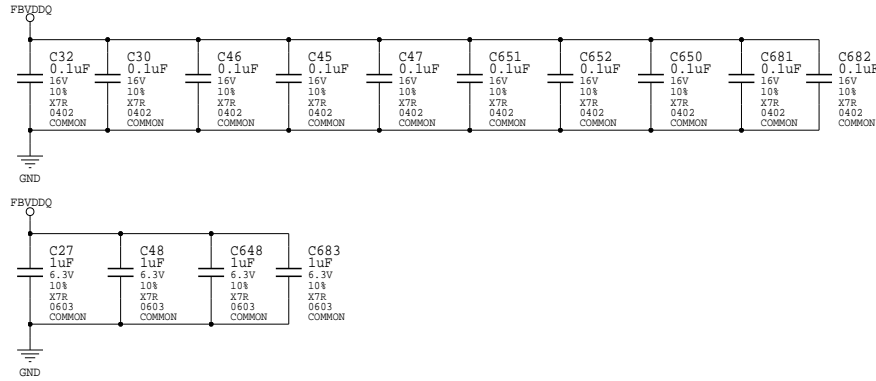 FBVDDQ
C32
0.1uF
16V
10%
X7R
0402
COMMON
C30
0.1uF
16V
10%
X7R
0402
COMMON
C46
0.1uF
16V
10%
X7R
0402
COMMON
C45
0.1uF
16V
10%
X7R
0402
COMMON
C47
0.1uF
16V
10%
X7R
0402
COMMON
C651
0.1uF
16V
10%
X7R
0402
COMMON
C652
0.1uF
16V
10%
X7R
0402
COMMON
C650
0.1uF
16V
10%
X7R
0402
COMMON
C681
0.1uF
16V
10%
X7R
0402
COMMON
C682
0.1uF
16V
10%
X7R
0402
COMMON
GND
FBVDDQ
C27
1uF
6.3V
10%
X7R
0603
COMMON
C48
1uF
6.3V
10%
X7R
0603
COMMON
C648
1uF
6.3V
10%
X7R
0603
COMMON
C683
1uF
6.3V
10%
X7R
0603
COMMON
GND